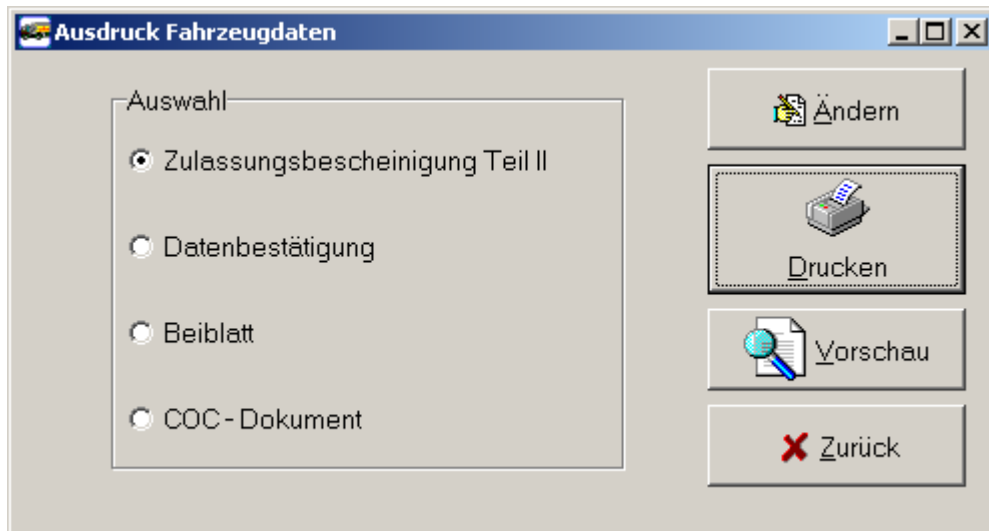 Ausdruck Fahrzeugdaten
Auswahl
Zulassungsbescheinigung Teil II
Datenbestätigung
Beiblatt
COC - Dokument
Ändern
Drucken
Vorschau
Zurück